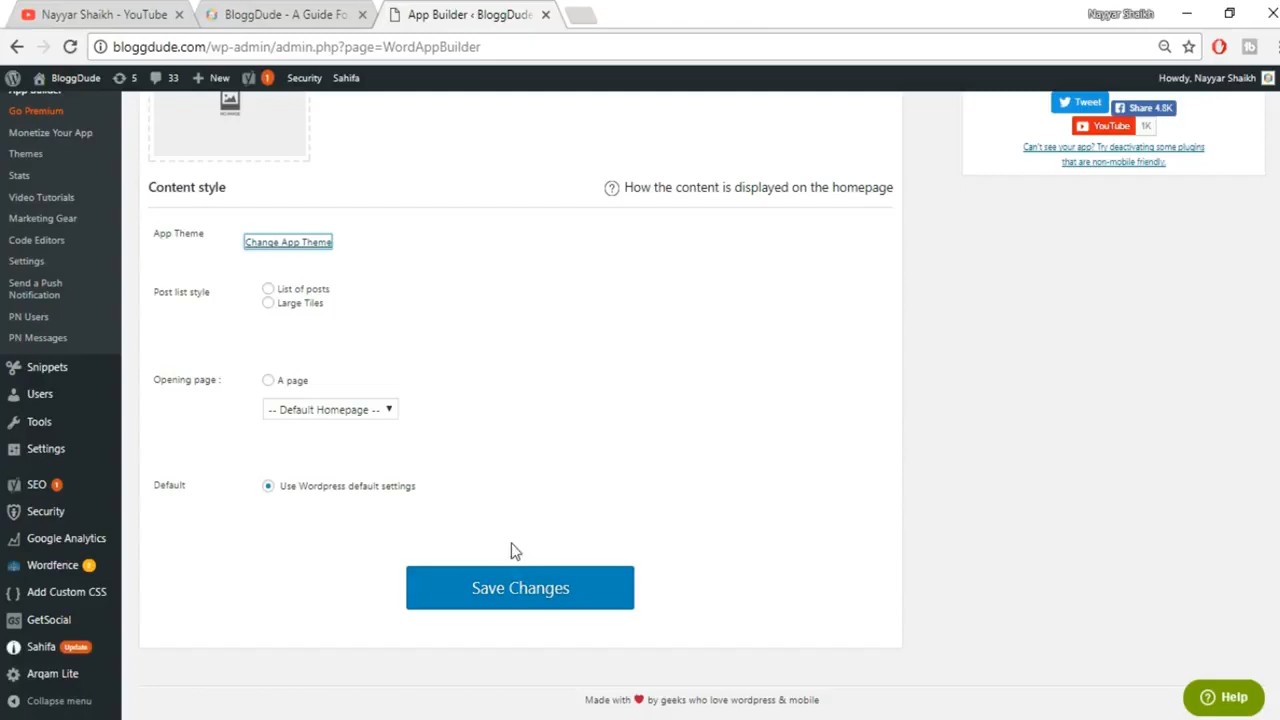 Nayyar Shaikh - YouTube
BloggDude - A Guide Fo
App Builder ‹ BloggDude
Nayyar Shaikh
bloggdude.com/wp-admin/admin.php?page=WordAppBuilder
BloggDude 5 33 + New 1 Security Sahifa
Howdy, Nayyar Shaikh
App Builder
Go Premium
Monetize Your App
Themes
Stats
Video Tutorials
Marketing Gear
Code Editors
Settings
Send a Push
Notification
PN Users
PN Messages
Snippets
Users
Tools
Settings
SEO 1
Security
Google Analytics
Wordfence
Add Custom CSS
GS GetSocial
Sahifa Update
Arqam Lite
Collapse menu
NO IMAGE
Content style
? How the content is displayed on the homepage
App Theme
Change App Theme
Post list style
List of posts
Large Tiles
Opening page :
A page
-- Default Homepage --
Default
Use Wordpress default settings
Save Changes
Made with ❤ by geeks who love wordpress & mobile
Tweet
Share 4.8K
YouTube 1K
Can't see your app? Try deactivating some plugins
that are non-mobile friendly.
? Help